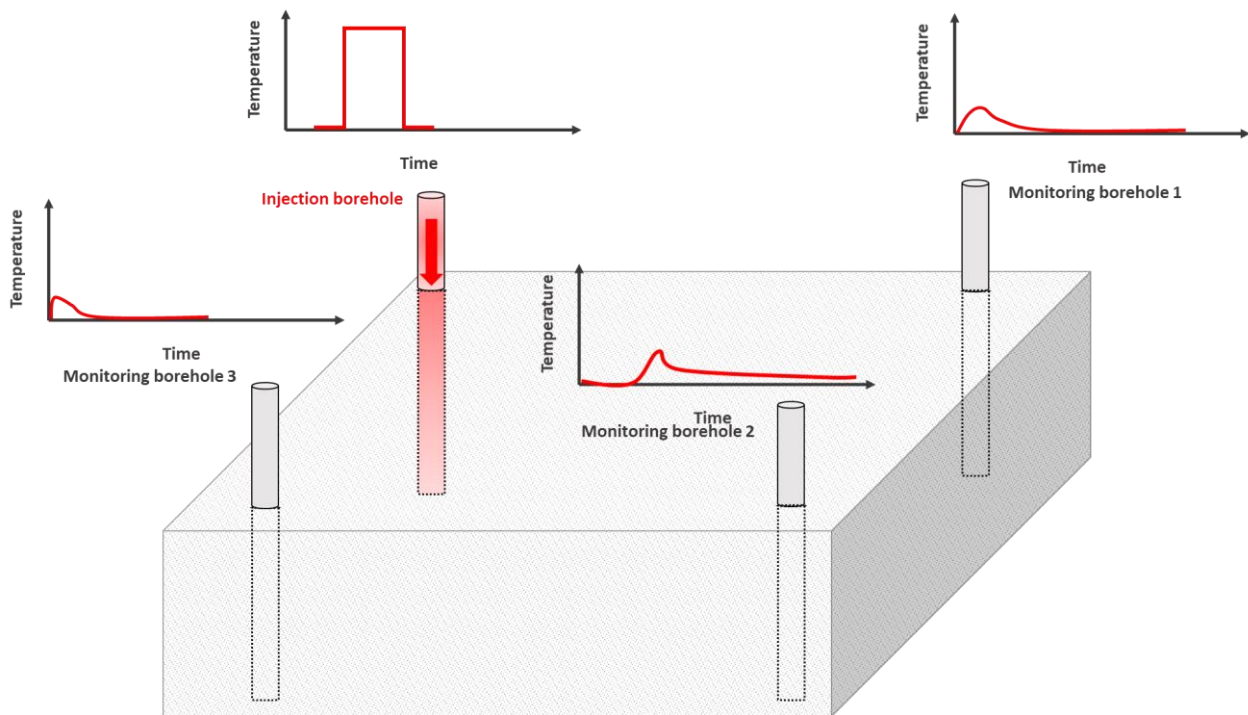 Temperature
Time
Temperature
Time
Monitoring borehole 1
Injection borehole
Temperature
Time
Monitoring borehole 3
Temperature
Time
Monitoring borehole 2